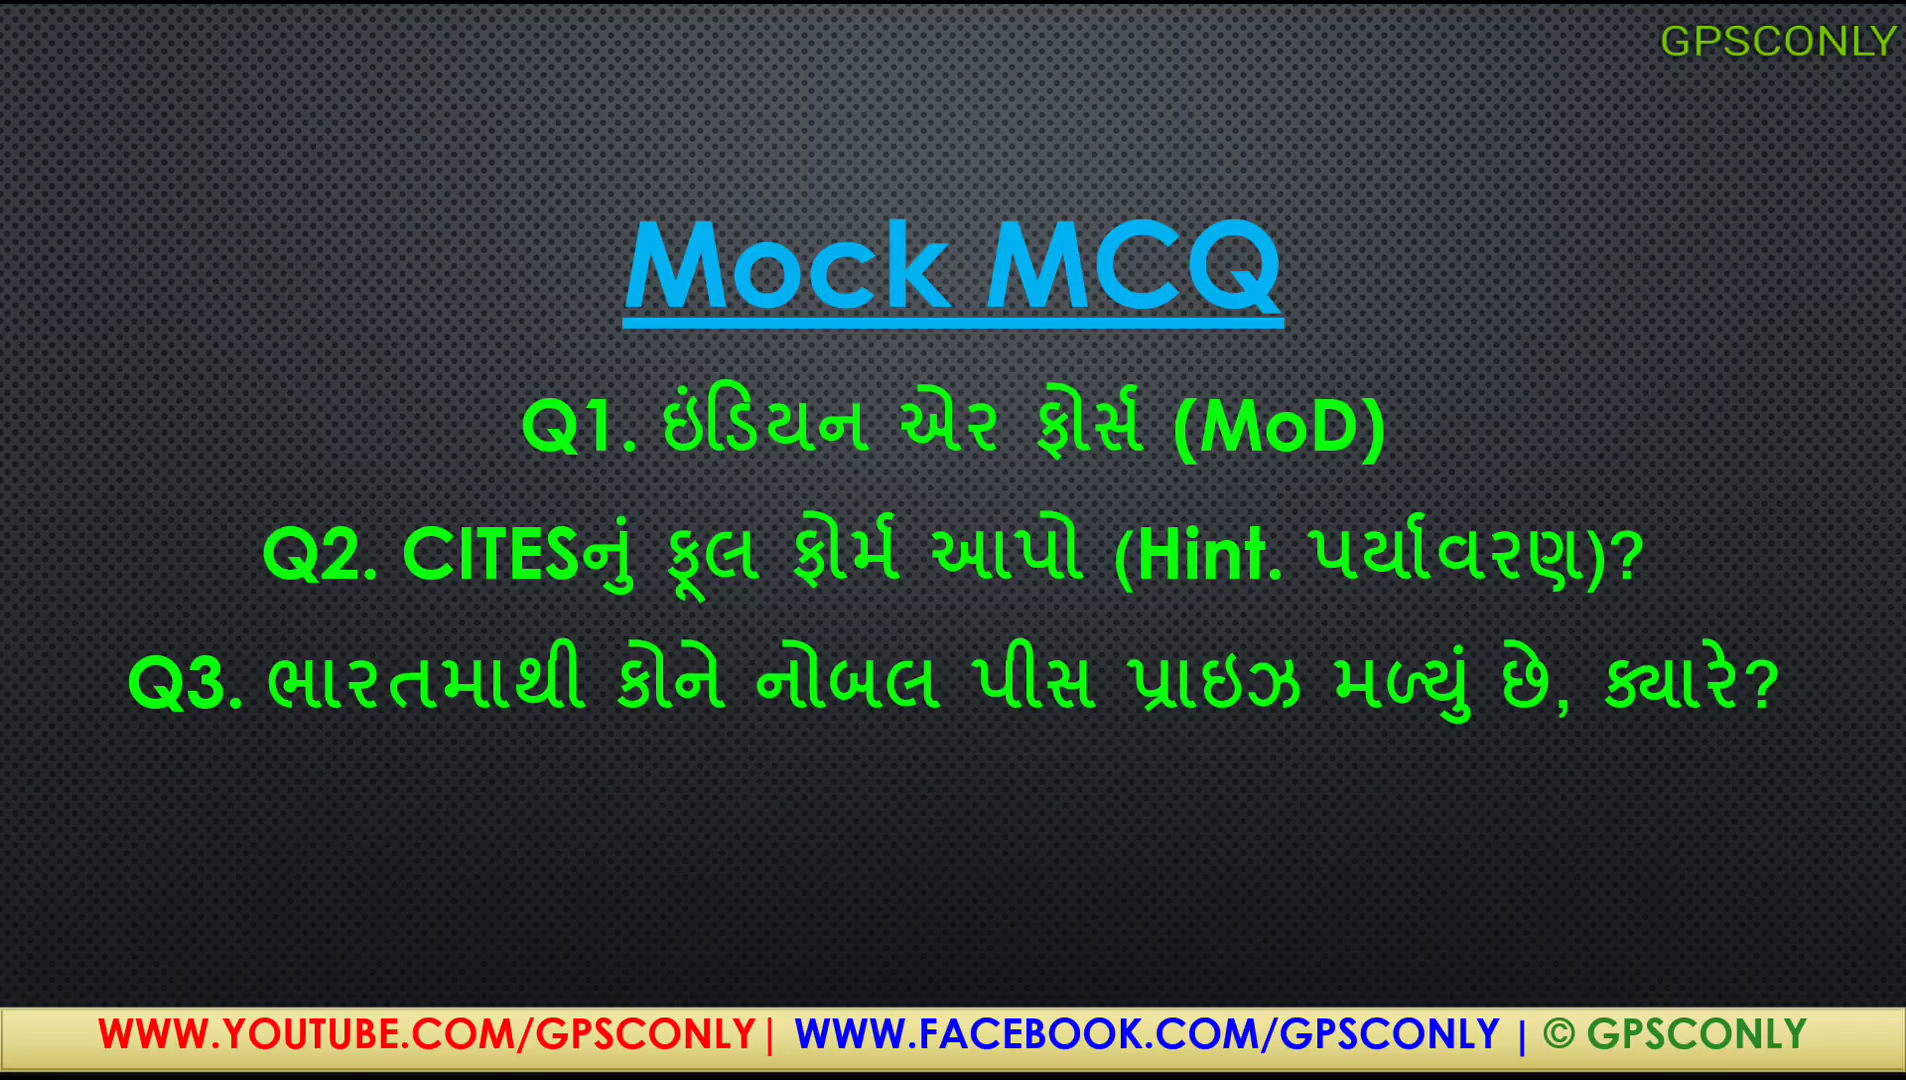 GPSCONLY
Mock MCQ
Q1. ઇંડિયન એર ફોર્સ (MoD)
Q2. CITESનું ફૂલ ફોર્મ આપો (Hint. પર્યાવરણ)?
Q3. ભારતમાથી કોને નોબલ પીસ પ્રાઇઝ મળ્યું છે, ક્યારે?
WWW.YOUTUBE.COM/GPSCONLY| WWW.FACEBOOK.COM/GPSCONLY | © GPSCONLY